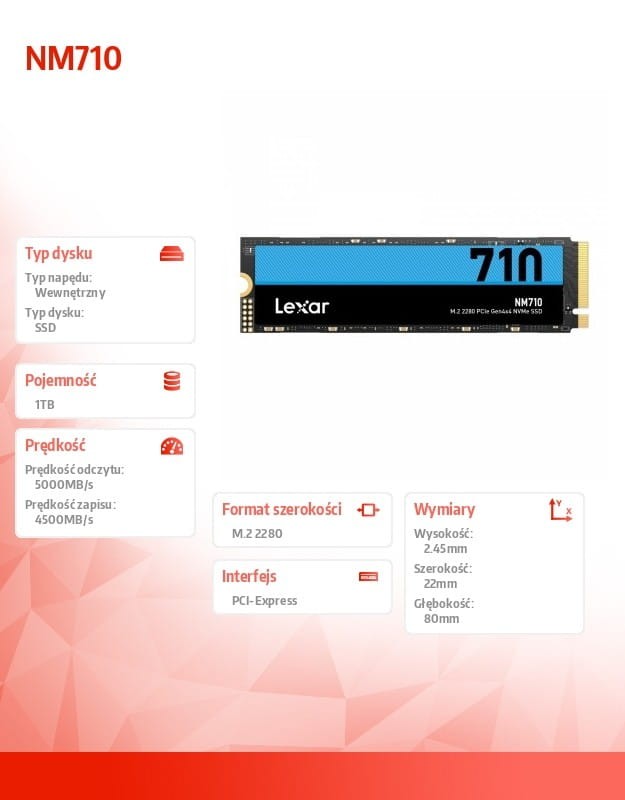 NM710
Typ dysku
Typ napędu:
Wewnętrzny
Typ dysku:
SSD
Pojemność
1TB
Prędkość
Prędkość odczytu:
5000MB/s
Prędkość zapisu:
4500MB/s
710
Lexar
NM710
M.2 2280 PCIe Gen4x4 NVMe SSD
Format szerokości
M.2 2280
Interfejs
PCI-Express
Wymiary
Y
X
Wysokość:
2.45mm
Szerokość:
22mm
Głębokość:
80mm